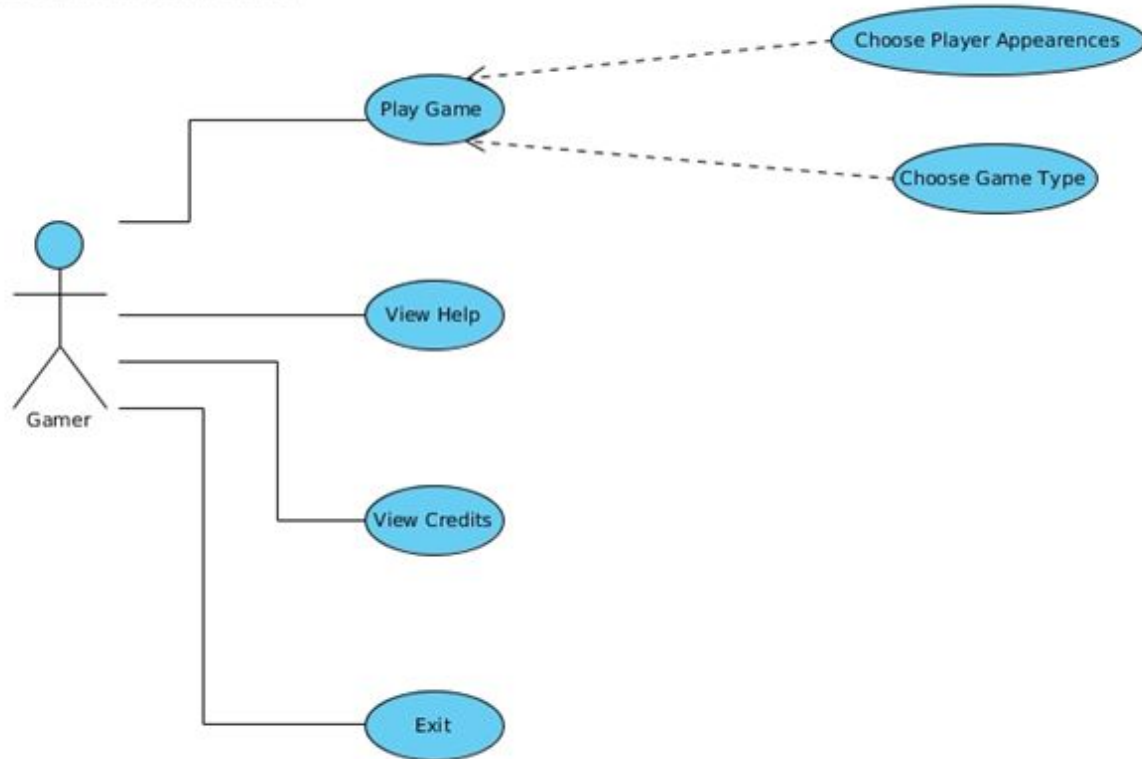 Choose Player Appearences
Play Game
Choose Game Type
View Help
Gamer
View Credits
Exit